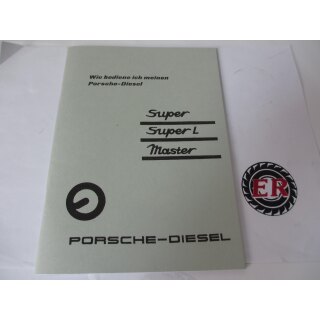 Wie bediene ich meinen
Porsche-Diesel
Super
Super L
Master
PORSCHE-DIESEL
ER